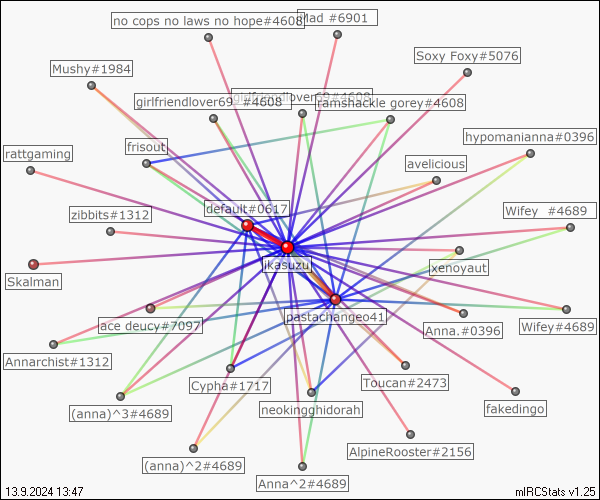 no cops no laws no hope#4608
Mad #6901
Soxy Foxy#5076
Mushy#1984
girlfriendlover69 #4608
girlfriendlover69#4608
ramshackle gorey#4608
hypomanianna#0396
frisout
rattgaming
avelicious
default#0617
zibbits#1312
Wifey #4689
ikasuzu
xenoyaut
Skalman
pastachangeo41
Wifey#4689
ace deucy#7097
Anna.#0396
Annarchist#1312
Cypha#1717
Toucan#2473
(anna)^3#4689
neokingghidorah
fakedingo
AlpineRooster#2156
(anna)^2#4689
Anna^2#4689
13.9.2024 13:47
mIRCStats v1.25